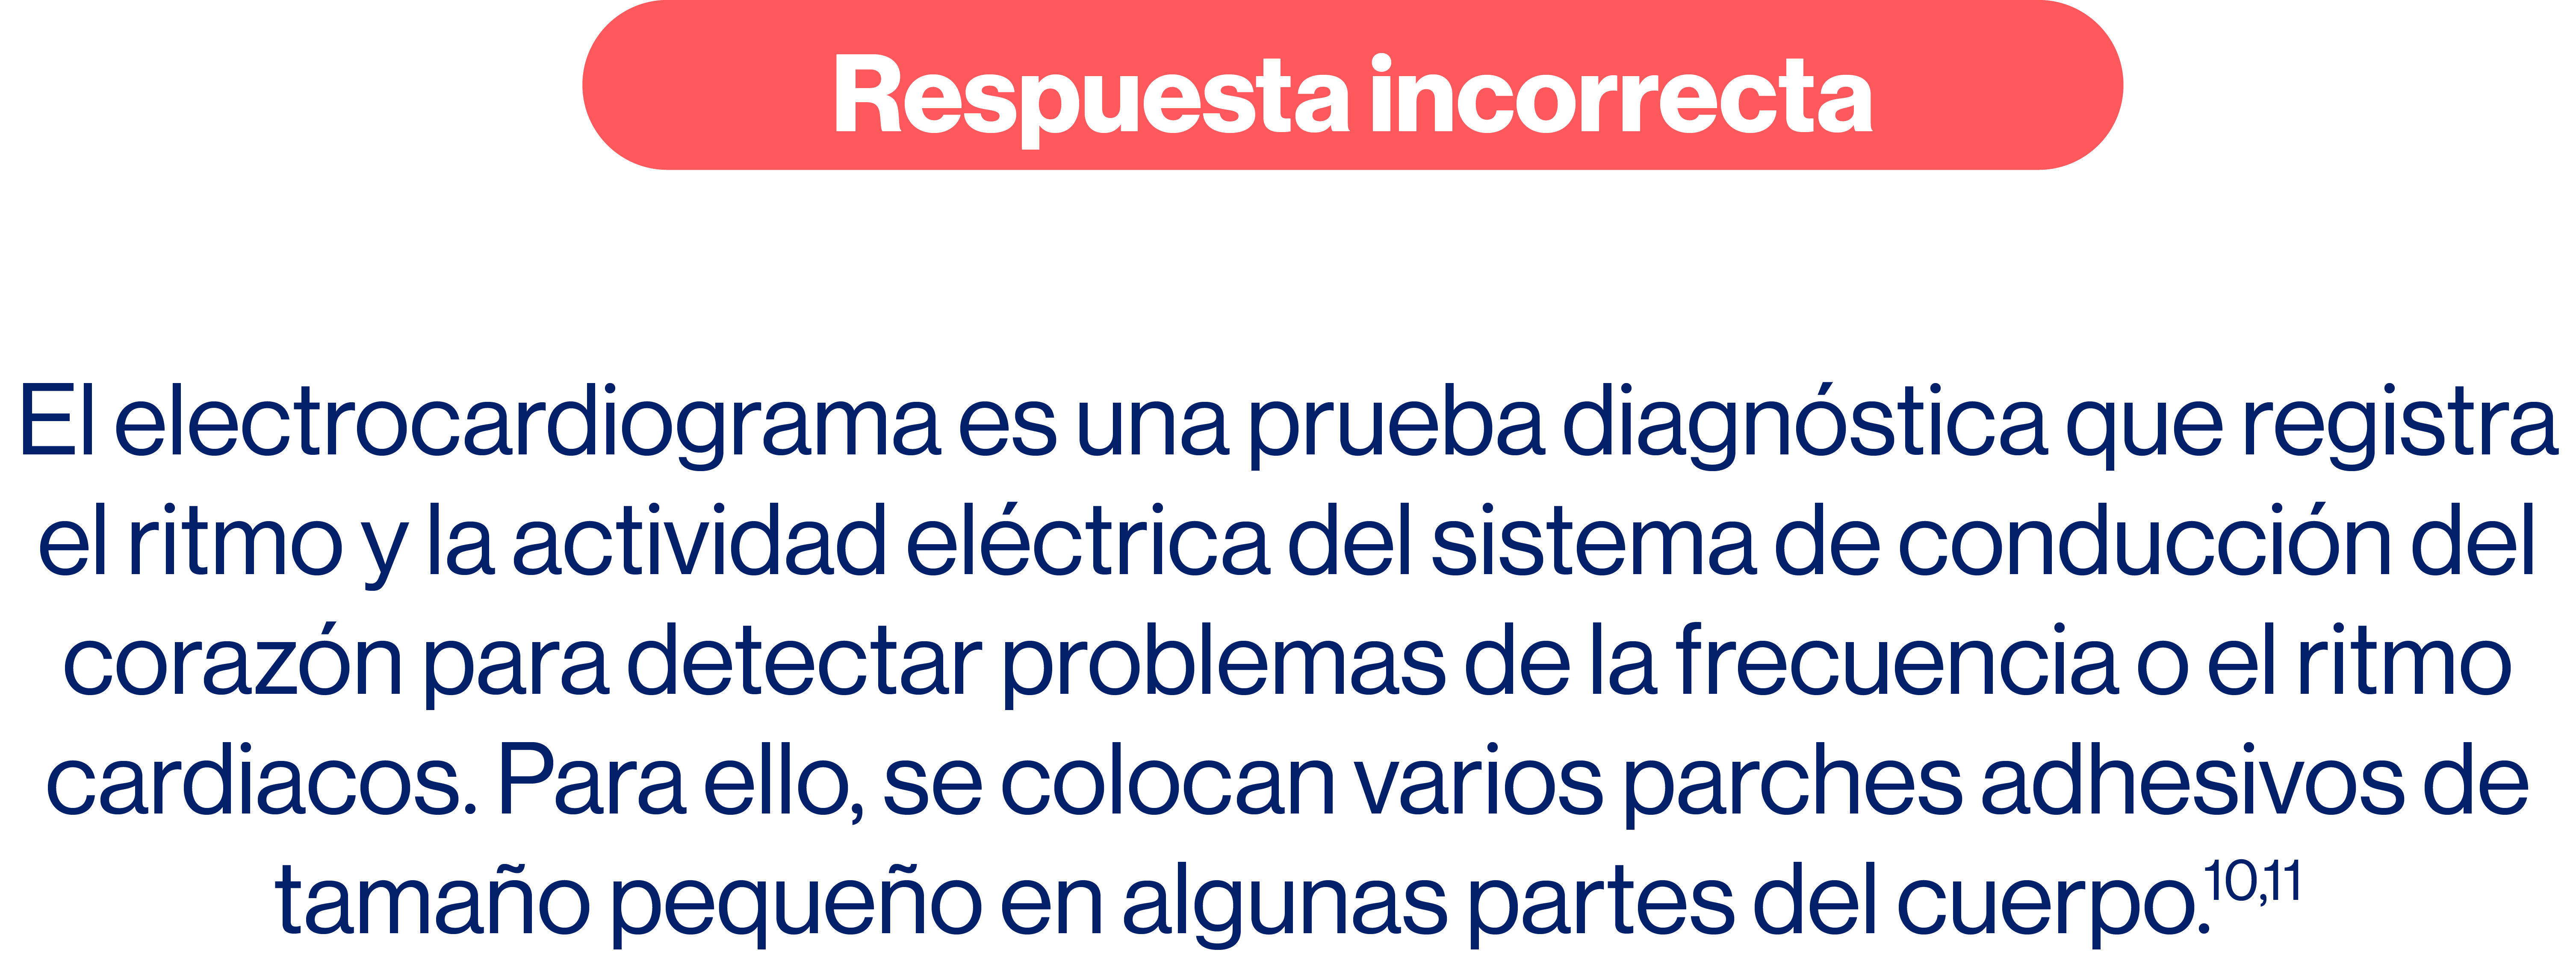 Respuesta incorrecta
El electrocardiograma es una prueba diagnóstica que registra
el ritmo y la actividad eléctrica del sistema de conducción del
corazón para detectar problemas de la frecuencia o el ritmo
cardiacos. Para ello, se colocan varios parches adhesivos de
tamaño pequeño en algunas partes del cuerpo.10,11